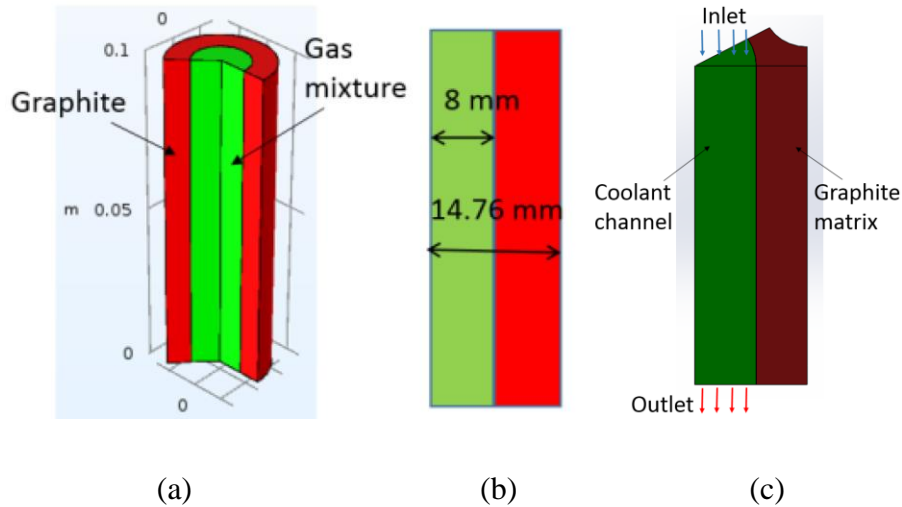 0
0.1
Gas
mixture
Graphite
m 0.05
0
0
8 mm
14.76 mm
Inlet
Coolant
channel
Graphite
matrix
Outlet
(a)
(b)
(c)